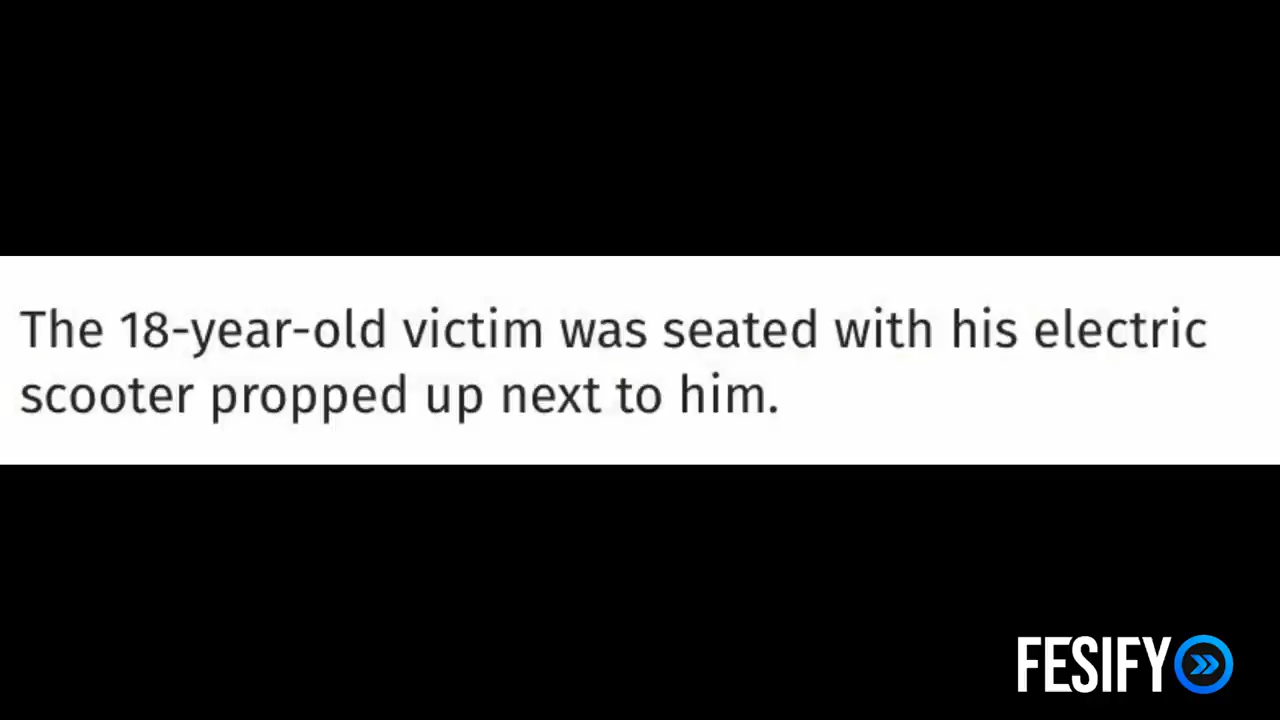 The 18-year-old victim was seated with his electric
scooter propped up next to him.
FESIFY